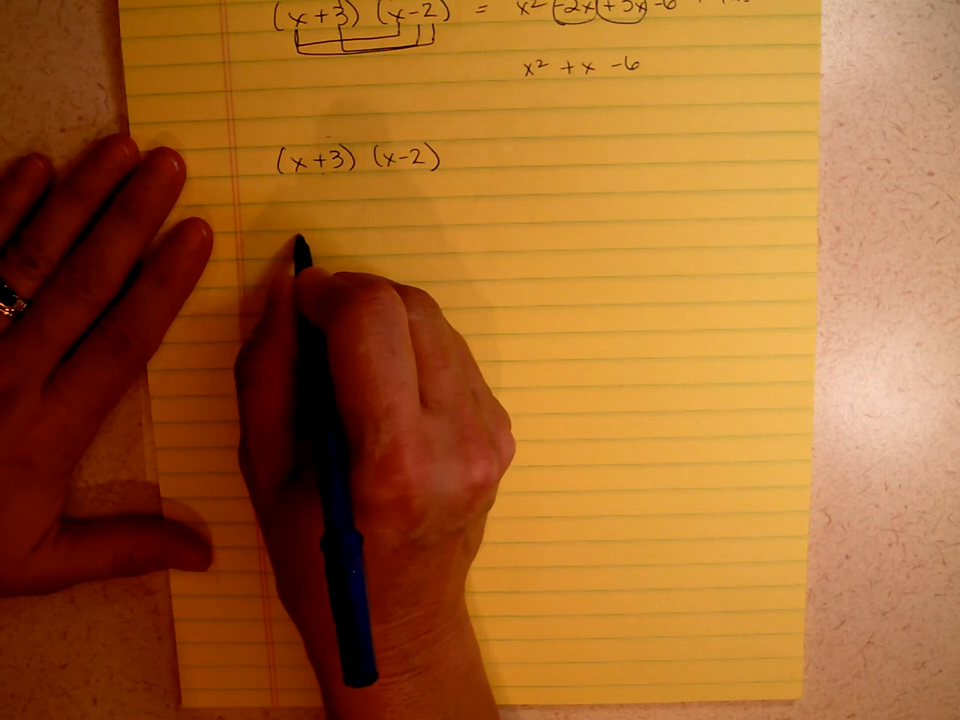 (x+3) (x-2) = x² -2x +3x -6
x² + x - 6
(x+3) (x-2)